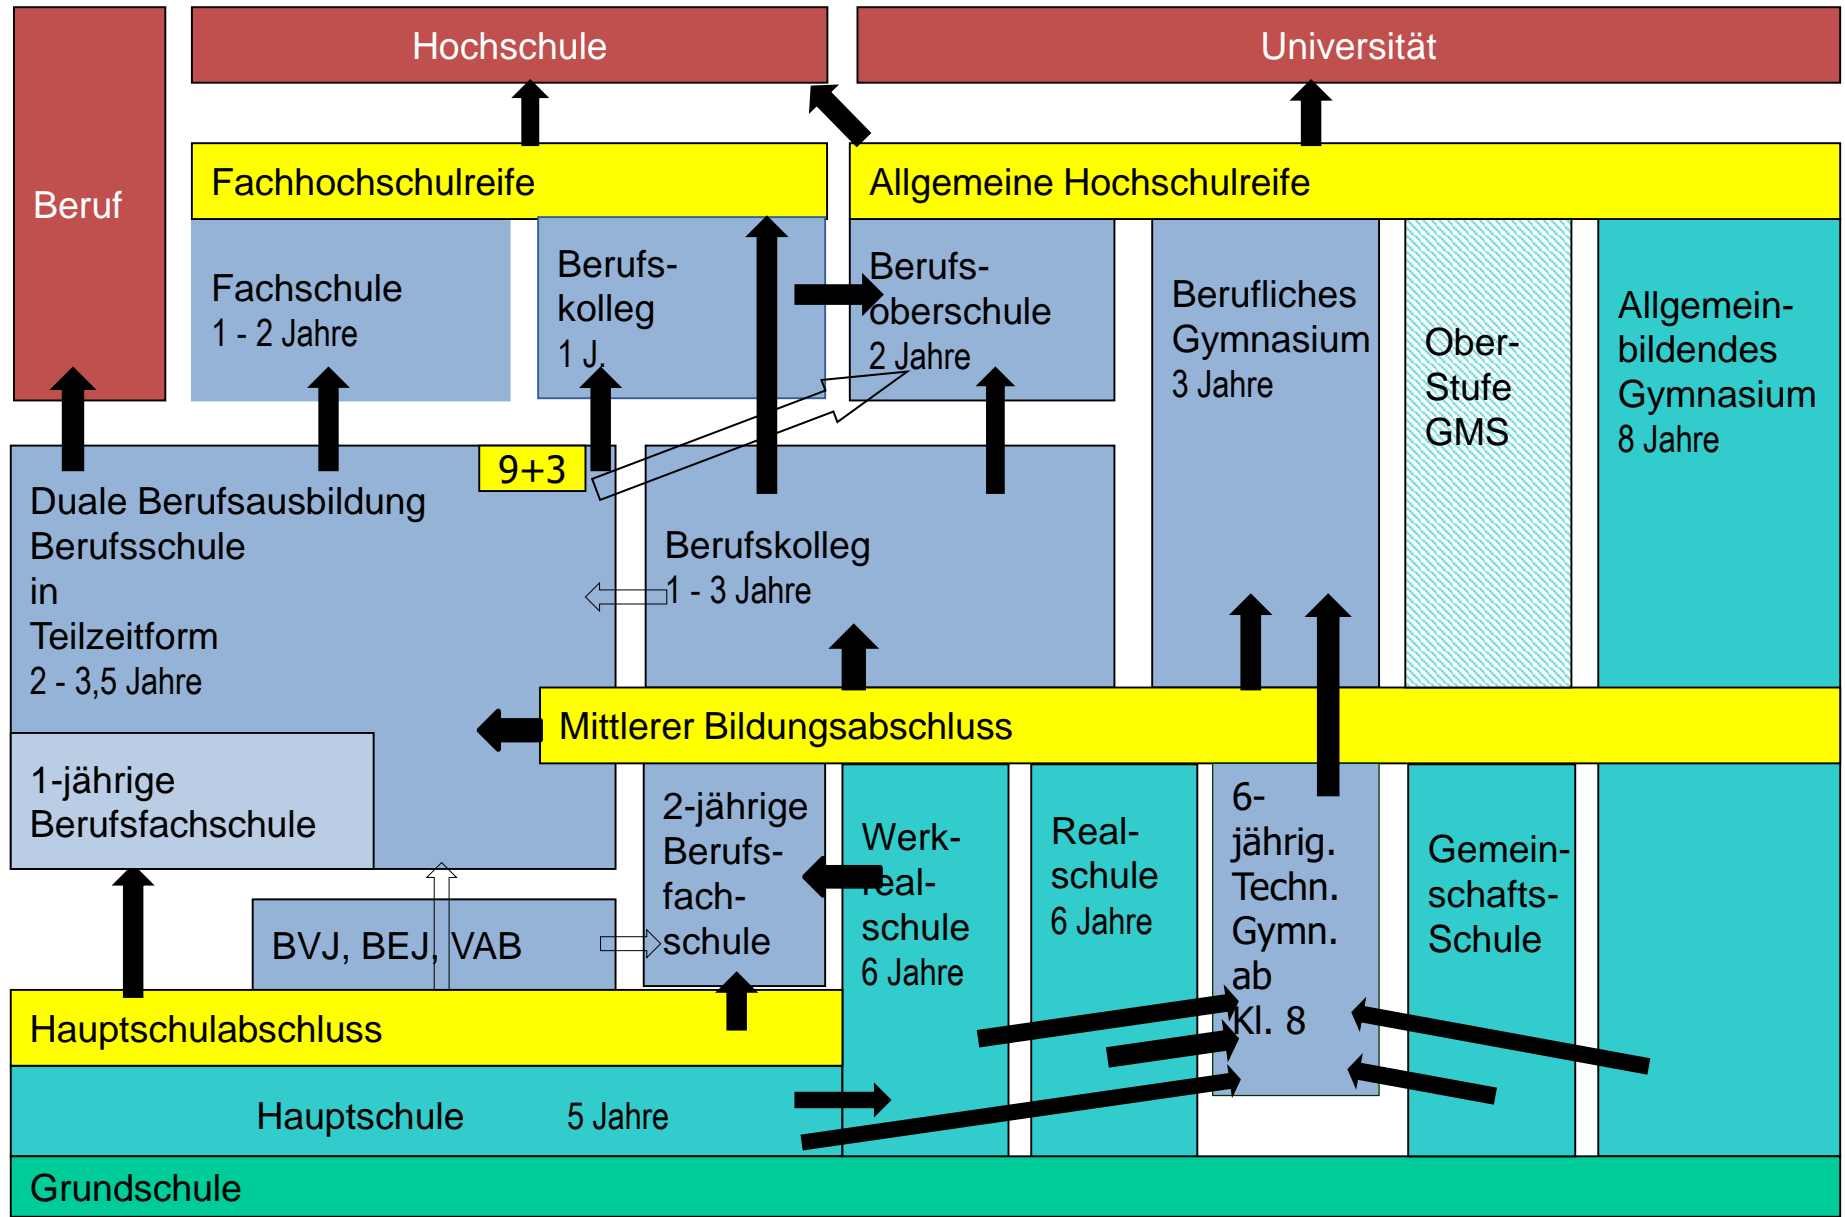 Hochschule
Universität
Beruf
Fachhochschulreife
Allgemeine Hochschulreife
Fachschule
1 - 2 Jahre
Berufs-
kolleg
1 J.
Berufs-
oberschule
2 Jahre
Berufliches
Gymnasium
3 Jahre
Ober-
Stufe
GMS
Allgemein-
bildendes
Gymnasium
8 Jahre
9+3
Duale Berufsausbildung
Berufsschule
in
Teilzeitform
2 - 3,5 Jahre
Berufskolleg
1 - 3 Jahre
Mittlerer Bildungsabschluss
1-jährige
Berufsfachschule
2-jährige
Berufs-
fach-
schule
Werk-
real-
schule
6 Jahre
Real-
schule
6 Jahre
6-
jährig.
Techn.
Gymn.
ab
Kl. 8
Gemein-
schafts-
Schule
BVJ, BEJ, VAB
Hauptschulabschluss
Hauptschule 5 Jahre
Grundschule